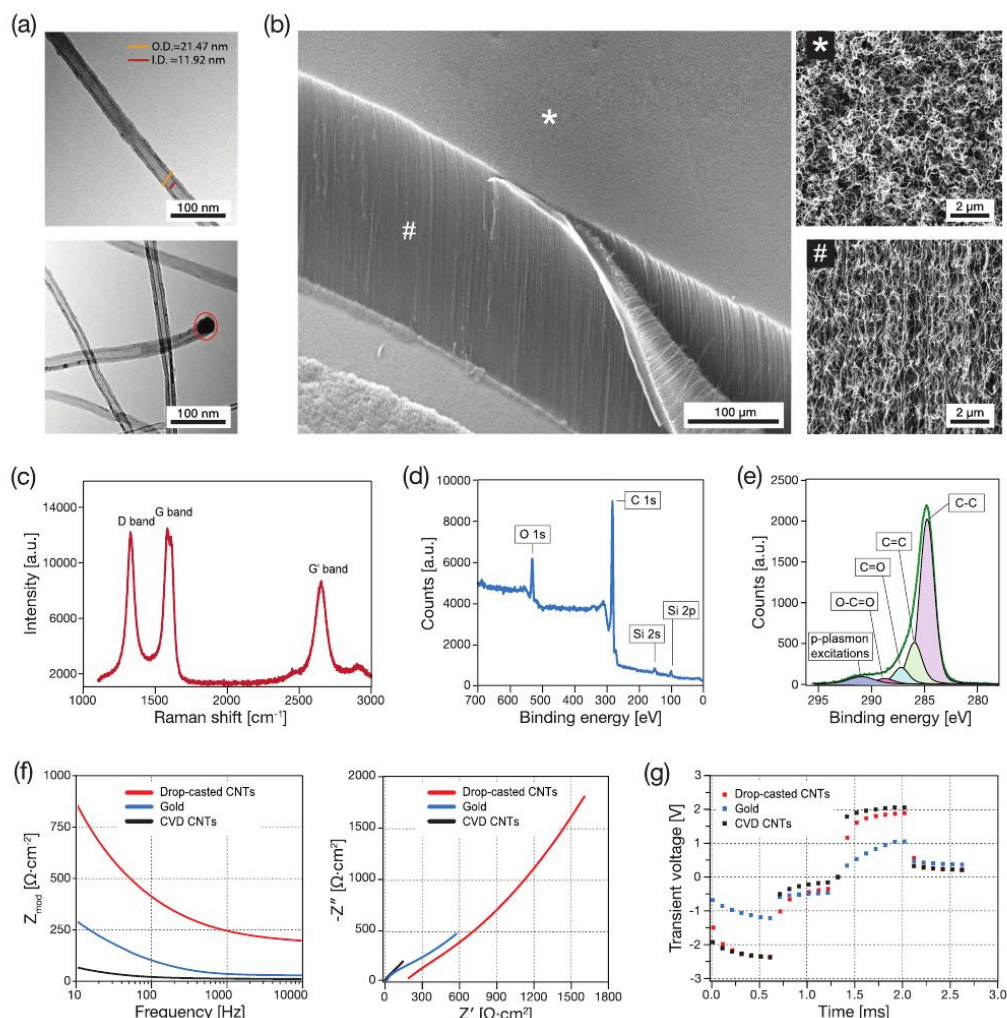 (a)
O.D.≈21.47 nm
I.D. ≈11.92 nm
100 nm
100 nm
(b)
*
#
100 µm
*
2 µm
#
2 µm
(c)
Intensity [a.u.]
14000
10000
6000
2000
D band
G band
G' band
1000
1500
2000
2500
3000
Raman shift [cm⁻¹]
(d)
Counts [a.u.]
10000
8000
6000
4000
2000
0
O 1s
C 1s
Si 2s
Si 2p
700
600
500
400
300
200
100
0
Binding energy [eV]
(e)
Counts [a.u.]
2500
2000
1500
1000
500
0
C-C
C=C
C=O
O-C=O
p-plasmon
excitations
295
290
285
280
Binding energy [eV]
(f)
Zmod [Ω·cm⁻²]
1000
750
500
250
0
Drop-casted CNTs
Gold
CVD CNTs
10
100
1000
10000
Frequency [Hz]
-Z″ [Ω·cm²]
2000
1500
1000
500
0
Drop-casted CNTs
Gold
CVD CNTs
0
300
600
900
1200
1500
1800
Z′ [Ω·cm²]
(g)
Transient voltage [V]
3
2
1
0
-1
-2
-3
Drop-casted CNTs
Gold
CVD CNTs
0.0
0.5
1.0
1.5
2.0
2.5
3.0
Time [ms]